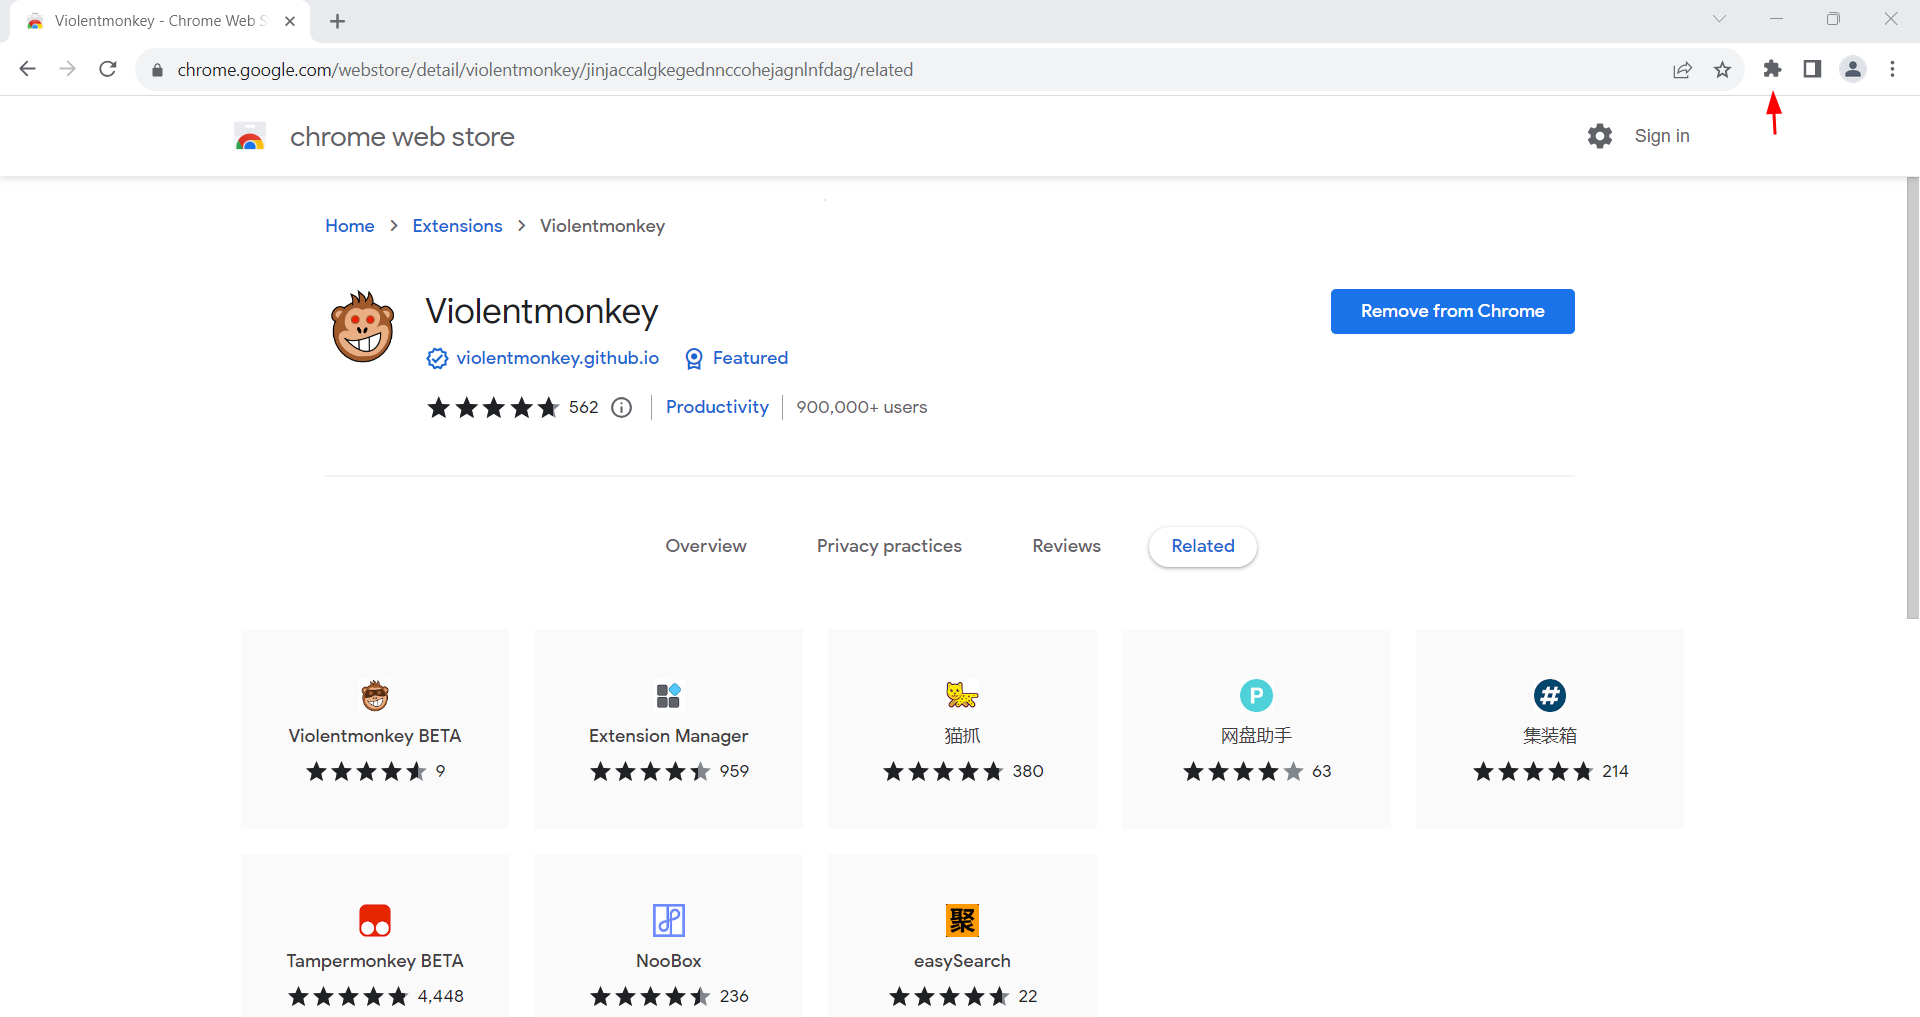 Violentmonkey - Chrome Web S
chrome.google.com/webstore/detail/violentmonkey/jinjaccalgkegednnccohejagnlnfdag/related
chrome web store
Sign in
Home > Extensions > Violentmonkey
Violentmonkey
Remove from Chrome
violentmonkey.github.io Featured
562 Productivity 900,000+ users
Overview Privacy practices Reviews Related
Violentmonkey BETA Extension Manager 猫抓 网盘助手 集装箱
9 959 380 63 214
Tampermonkey BETA NooBox easySearch
4,448 236 22
P
#
聚